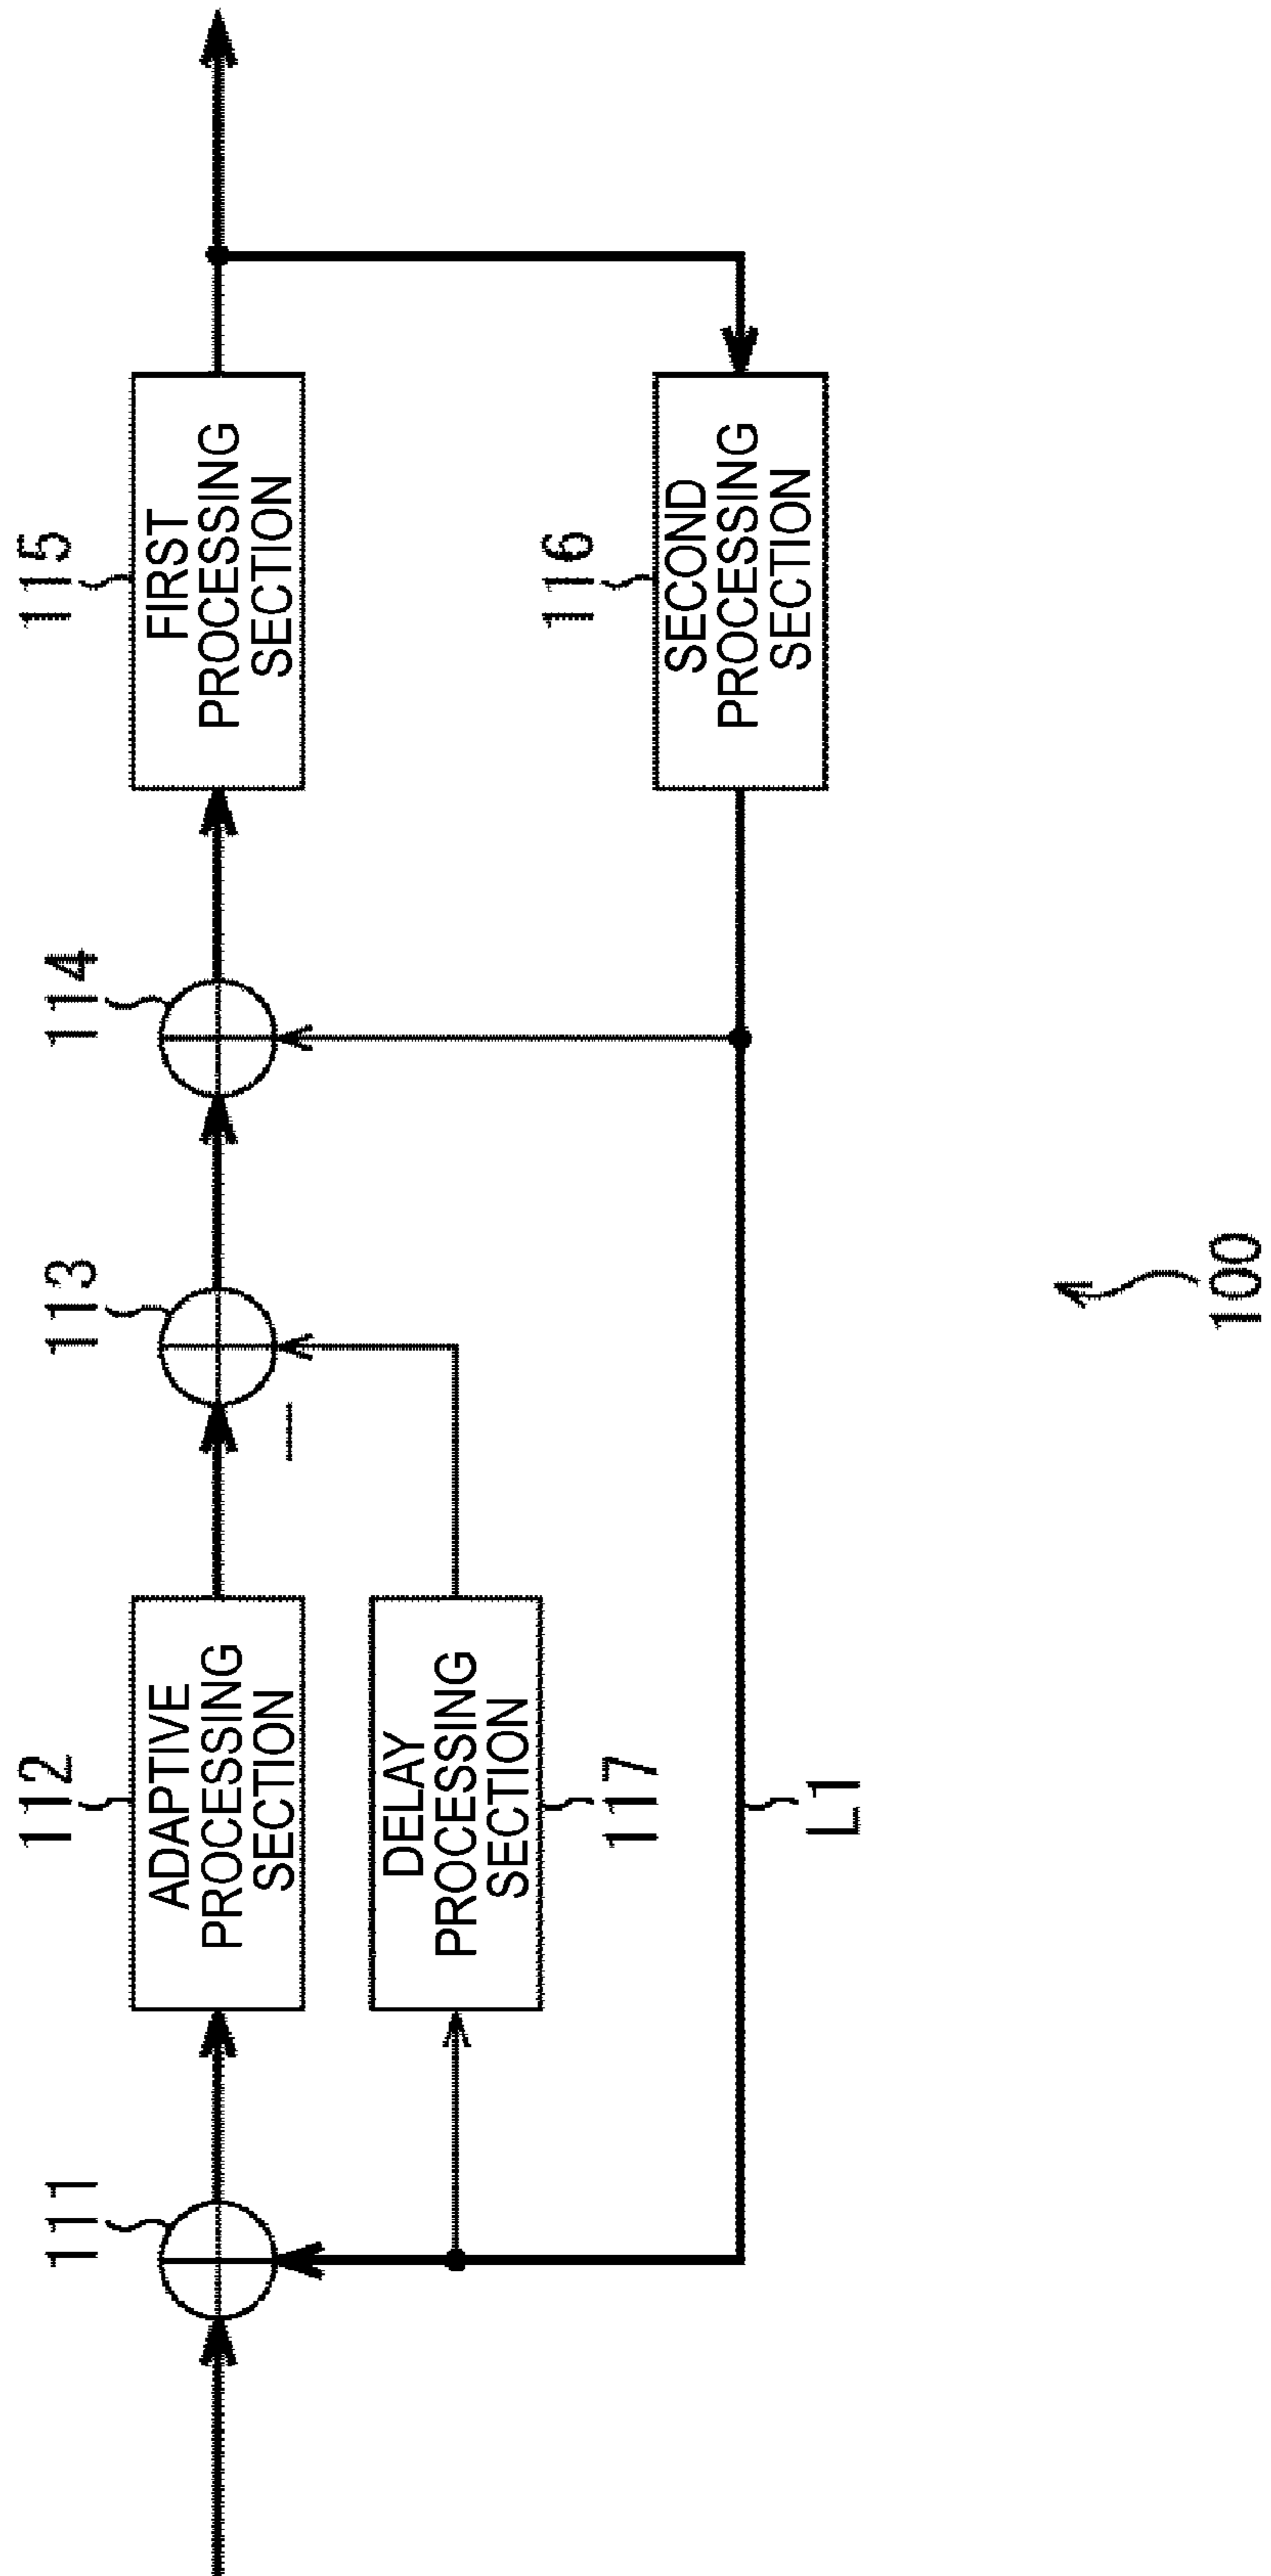 111
112
ADAPTIVE
PROCESSING
SECTION
113
114
115
FIRST
PROCESSING
SECTION
DELAY
PROCESSING
SECTION
117
—
116
SECOND
PROCESSING
SECTION
L1
100